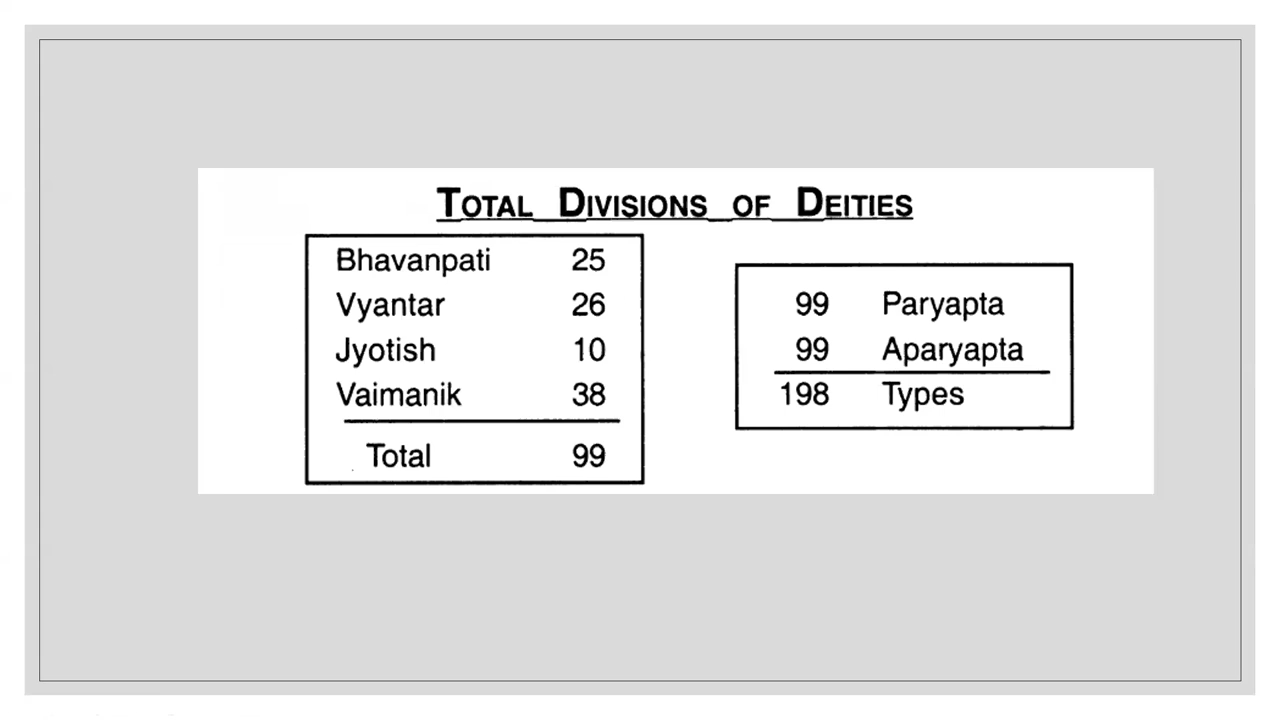 TOTAL DIVISIONS OF DEITIES
Bhavanpati 25
Vyantar 26
Jyotish 10
Vaimanik 38
Total 99
99 Paryapta
99 Aparyapta
198 Types